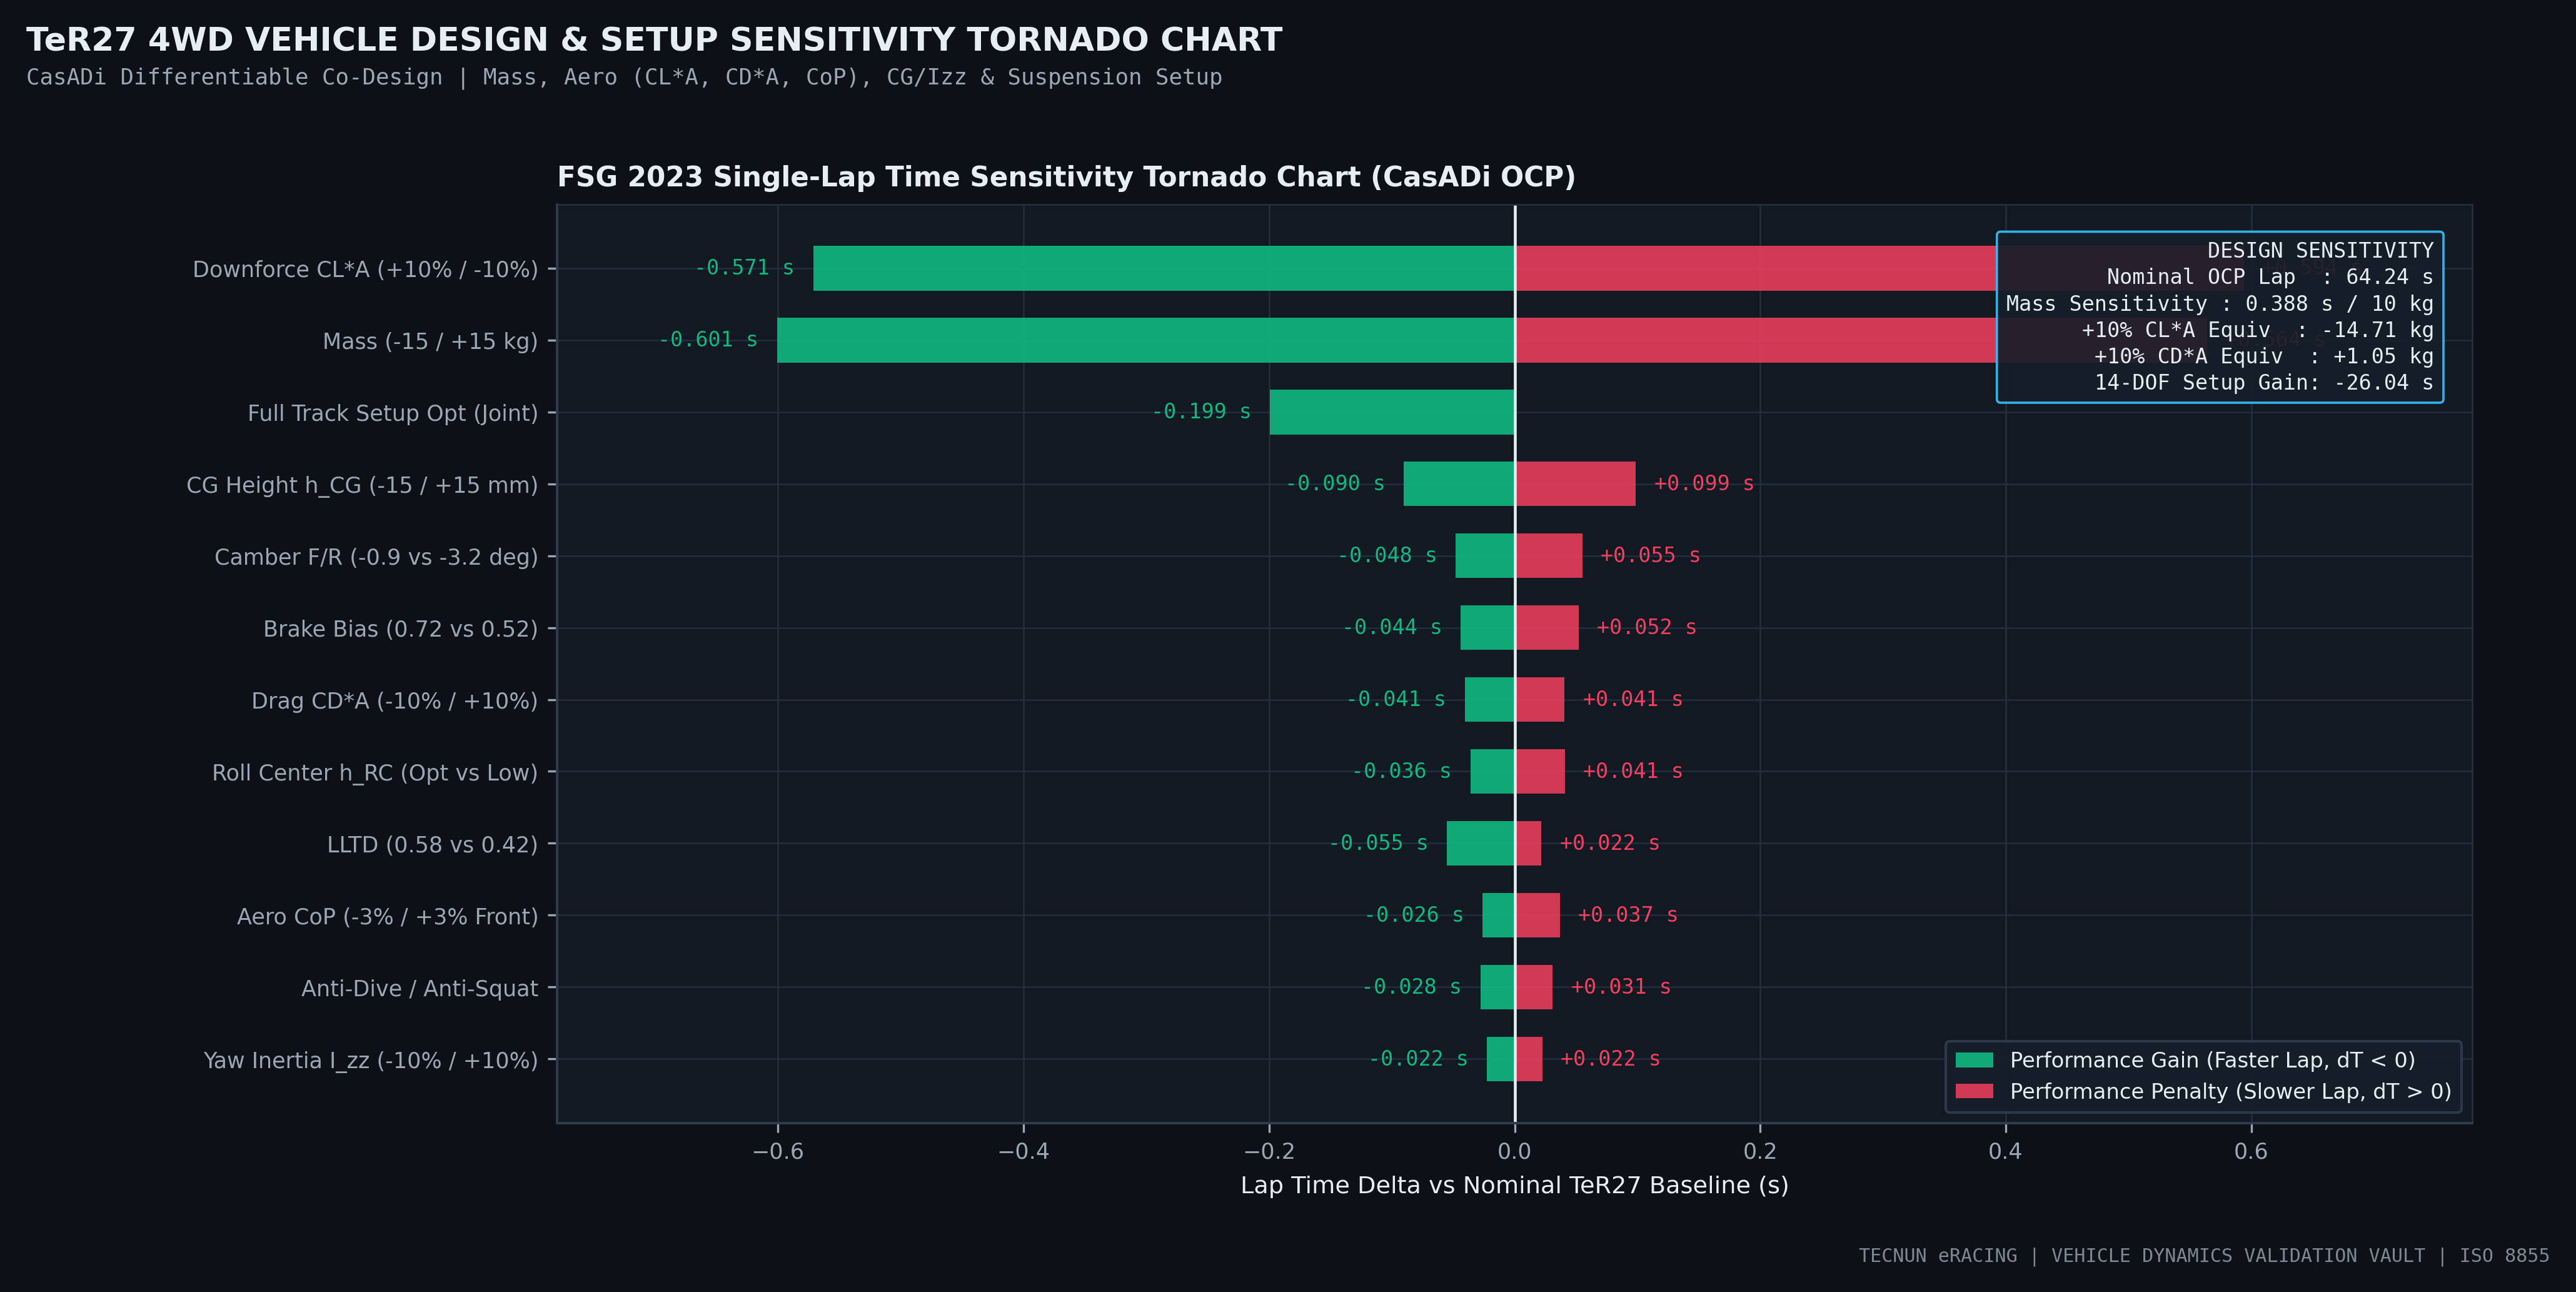 TeR27 4WD VEHICLE DESIGN & SETUP SENSITIVITY TORNADO CHART
CasADi Differentiable Co-Design | Mass, Aero (CL*A, CD*A, CoP), CG/Izz & Suspension Setup
FSG 2023 Single-Lap Time Sensitivity Tornado Chart (CasADi OCP)
Downforce CL*A (+10% / -10%)
-0.571 s
Mass (-15 / +15 kg)
-0.601 s
DESIGN SENSITIVITY
Nominal OCP Lap : 64.24 s
Mass Sensitivity : 0.388 s / 10 kg
+10% CL*A Equiv : -14.71 kg
+10% CD*A Equiv : +1.05 kg
14-DOF Setup Gain: -26.04 s
Full Track Setup Opt (Joint)
-0.199 s
CG Height h_CG (-15 / +15 mm)
-0.090 s
+0.099 s
Camber F/R (-0.9 vs -3.2 deg)
-0.048 s
+0.055 s
Brake Bias (0.72 vs 0.52)
-0.044 s
+0.052 s
Drag CD*A (-10% / +10%)
-0.041 s
+0.041 s
Roll Center h_RC (Opt vs Low)
-0.036 s
+0.041 s
LLTD (0.58 vs 0.42)
-0.055 s
+0.022 s
Aero CoP (-3% / +3% Front)
-0.026 s
+0.037 s
Anti-Dive / Anti-Squat
-0.028 s
+0.031 s
Yaw Inertia I_zz (-10% / +10%)
-0.022 s
+0.022 s
Performance Gain (Faster Lap, dT < 0)
Performance Penalty (Slower Lap, dT > 0)
−0.6 −0.4 −0.2 0.0 0.2 0.4 0.6
Lap Time Delta vs Nominal TeR27 Baseline (s)
TECNUN eRACING | VEHICLE DYNAMICS VALIDATION VAULT | ISO 8855